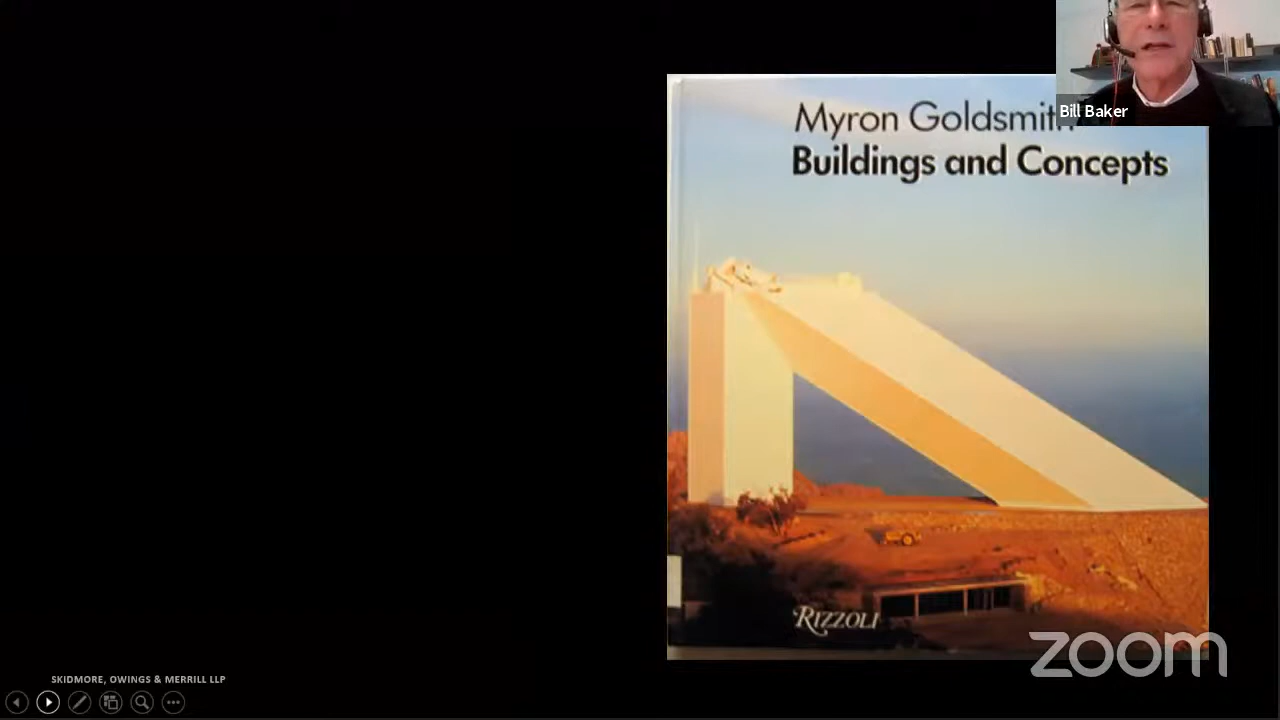 Myron Goldsmith
Buildings and Concepts
Bill Baker
RIZZOLI
zoom
SKIDMORE, OWINGS & MERRILL LLP